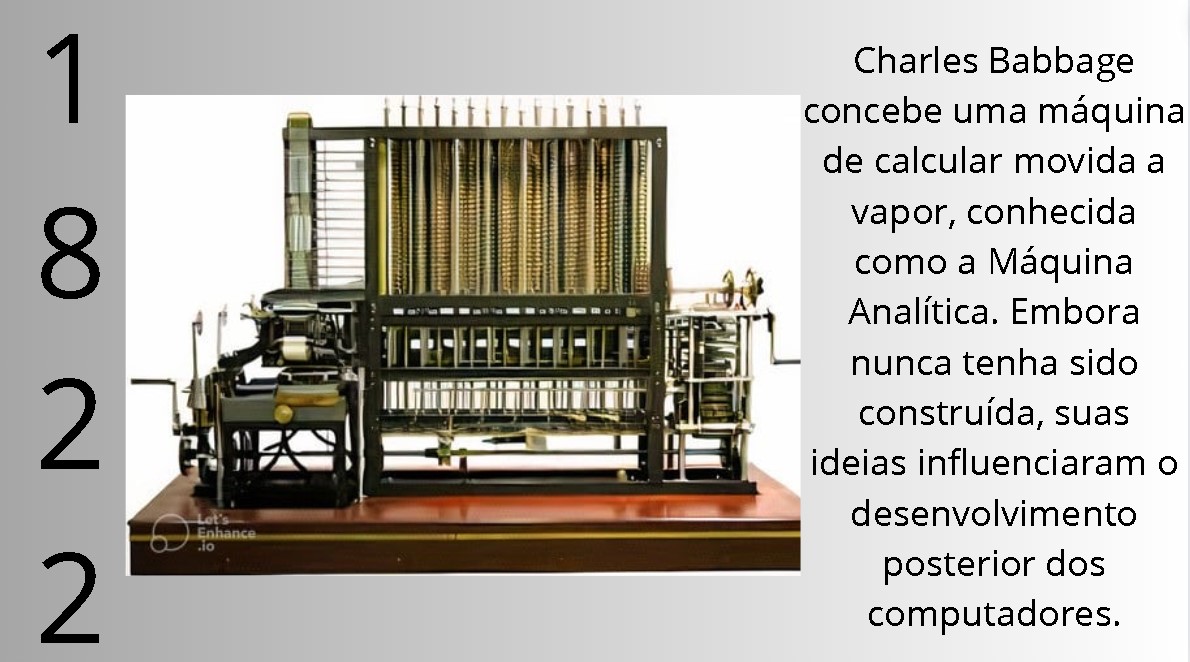 1
8
2
2
Charles Babbage
concebe uma máquina
de calcular movida a
vapor, conhecida
como a Máquina
Analítica. Embora
nunca tenha sido
construída, suas
ideias influenciaram o
desenvolvimento
posterior dos
computadores.
Let's
Enhance
.io